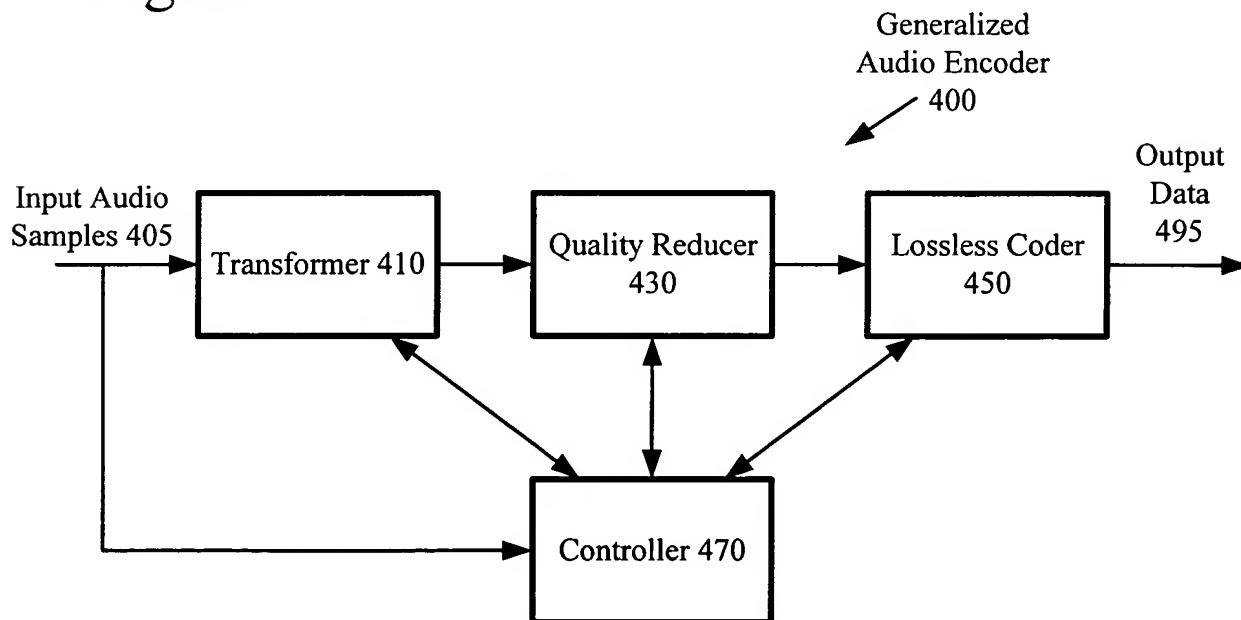 Generalized
Audio Encoder
400
Input Audio
Samples 405
Transformer 410
Quality Reducer
430
Lossless Coder
450
Output
Data
495
Controller 470